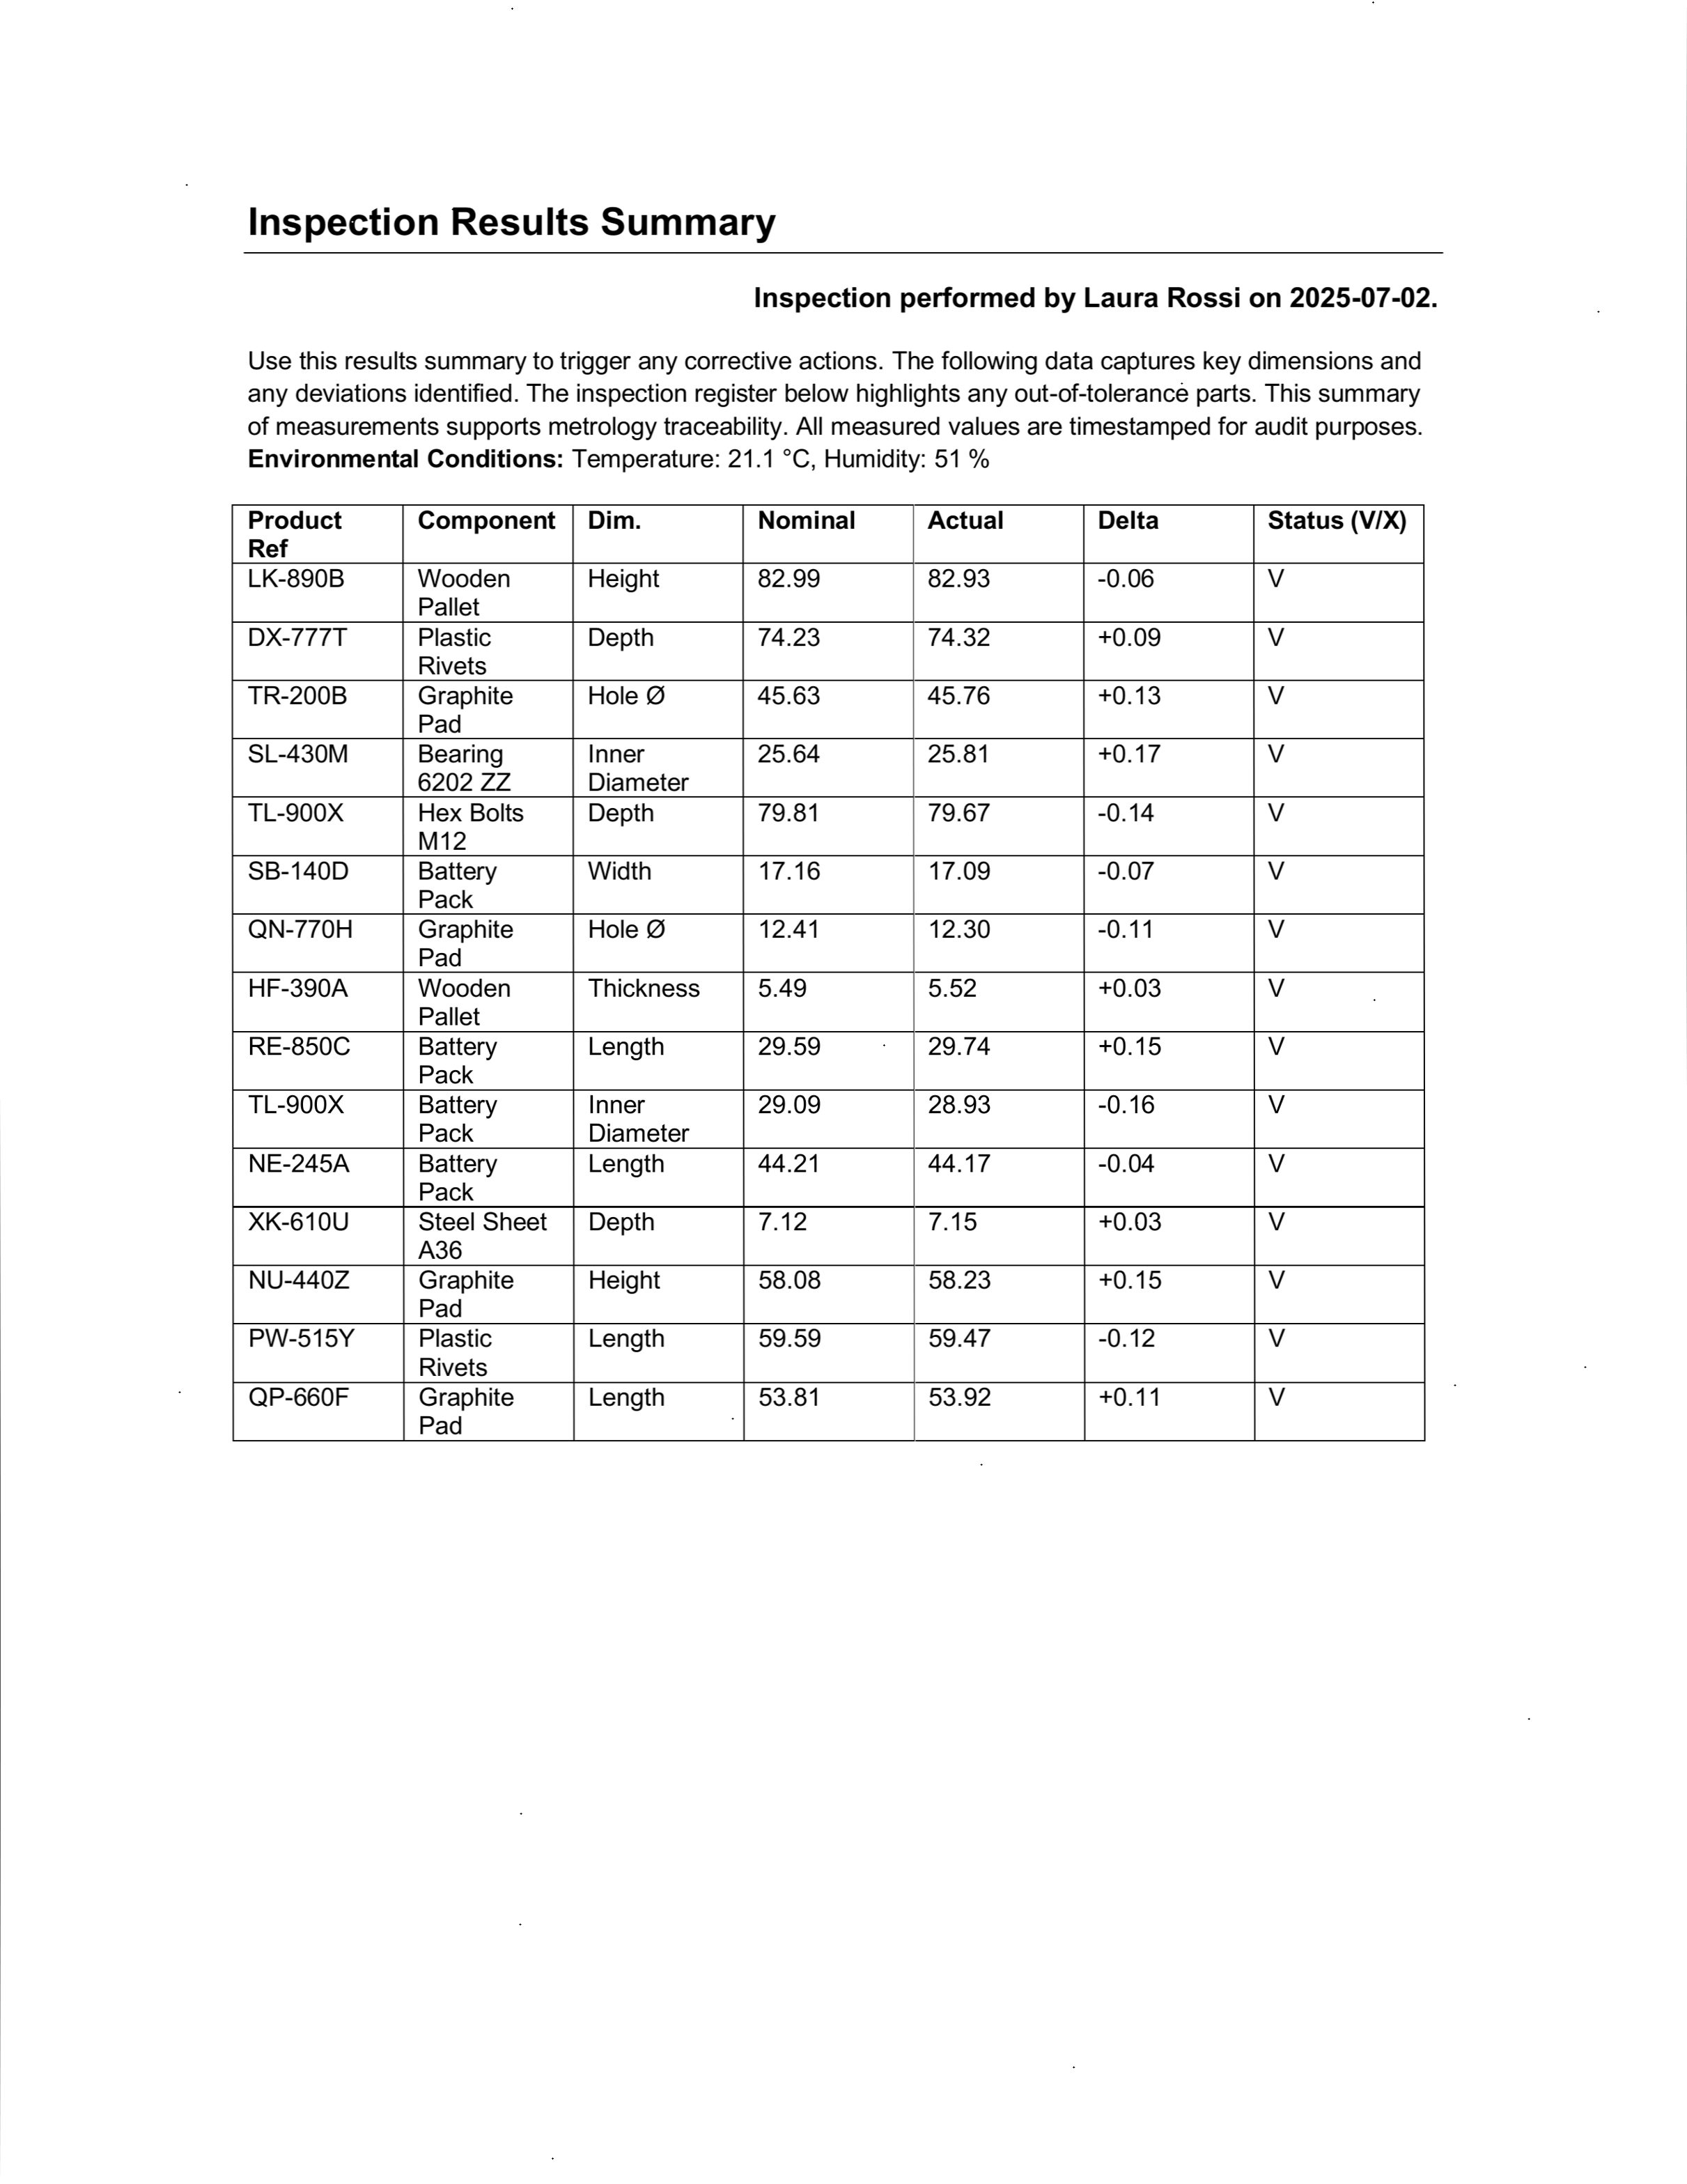 Inspection Results Summary
Inspection performed by Laura Rossi on 2025-07-02.
Use this results summary to trigger any corrective actions. The following data captures key dimensions and
any deviations identified. The inspection register below highlights any out-of-tolerance parts. This summary
of measurements supports metrology traceability. All measured values are timestamped for audit purposes.
Environmental Conditions: Temperature: 21.1 °C, Humidity: 51 %
Product Ref Component Dim. Nominal Actual Delta Status (V/X)
LK-890B Wooden Pallet Height 82.99 82.93 -0.06 V
DX-777T Plastic Rivets Depth 74.23 74.32 +0.09 V
TR-200B Graphite Pad Hole Ø 45.63 45.76 +0.13 V
SL-430M Bearing 6202 ZZ Inner Diameter 25.64 25.81 +0.17 V
TL-900X Hex Bolts M12 Depth 79.81 79.67 -0.14 V
SB-140D Battery Pack Width 17.16 17.09 -0.07 V
QN-770H Graphite Pad Hole Ø 12.41 12.30 -0.11 V
HF-390A Wooden Pallet Thickness 5.49 5.52 +0.03 V
RE-850C Battery Pack Length 29.59 29.74 +0.15 V
TL-900X Battery Pack Inner Diameter 29.09 28.93 -0.16 V
NE-245A Battery Pack Length 44.21 44.17 -0.04 V
XK-610U Steel Sheet A36 Depth 7.12 7.15 +0.03 V
NU-440Z Graphite Pad Height 58.08 58.23 +0.15 V
PW-515Y Plastic Rivets Length 59.59 59.47 -0.12 V
QP-660F Graphite Pad Length 53.81 53.92 +0.11 V